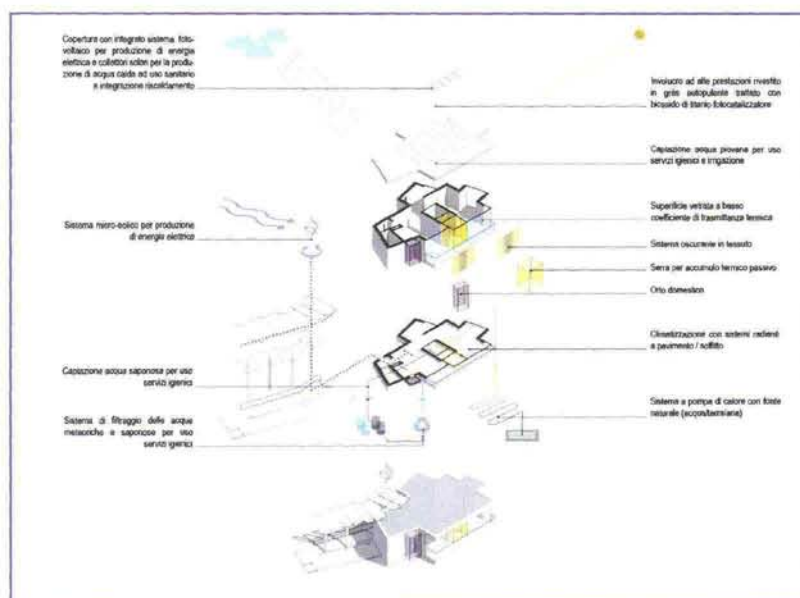 Copertura con integrato sistema foto-
voltaico per produzione di energia
elettrica e collettori solari per la produ-
zione di acqua calda ad uso sanitario
e integrazione riscaldamento
Sistema micro-eolico per produzione
di energia elettrica
Captazione acqua saponosa per uso
servizi igienici
Sistema di filtraggio delle acque
meteoriche e saponose per uso
servizi igienici
Involucro ad alte prestazioni rivestito
in grès autopulente trattato con
biossido di titanio fotocatalizzatore
Captazione acqua piovana per uso
servizi igienici e irrigazione
Superficie vetrata a basso
coefficiente di trasmittanza termica
Sistema oscurante in tessuto
Serra per accumulo termico passivo
Orto domestico
Climatizzazione con sistemi radianti
a pavimento / soffitto
Sistema a pompa di calore con fonte
naturale